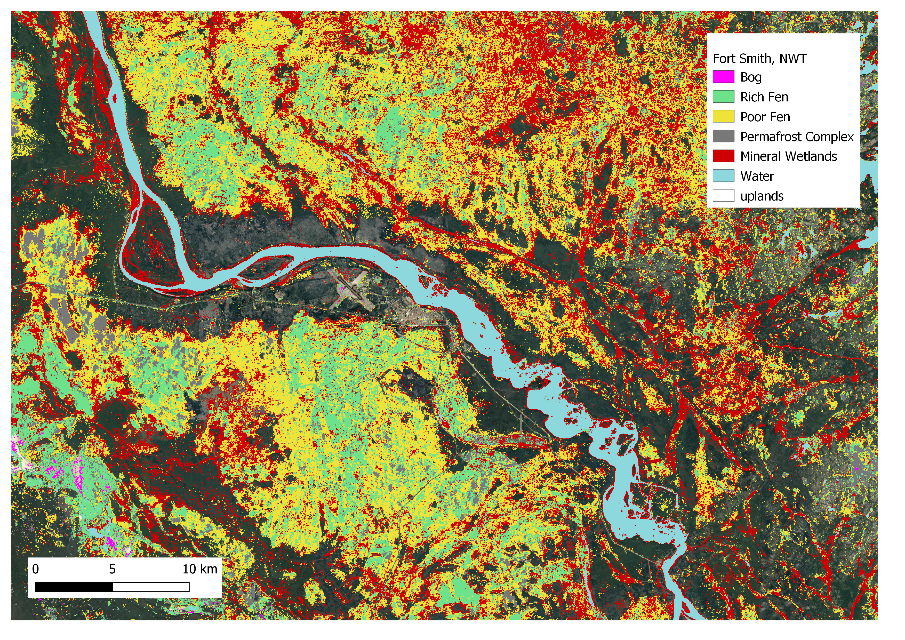 Fort Smith, NWT
Bog
Rich Fen
Poor Fen
Permafrost Complex
Mineral Wetlands
Water
uplands
0 5 10 km